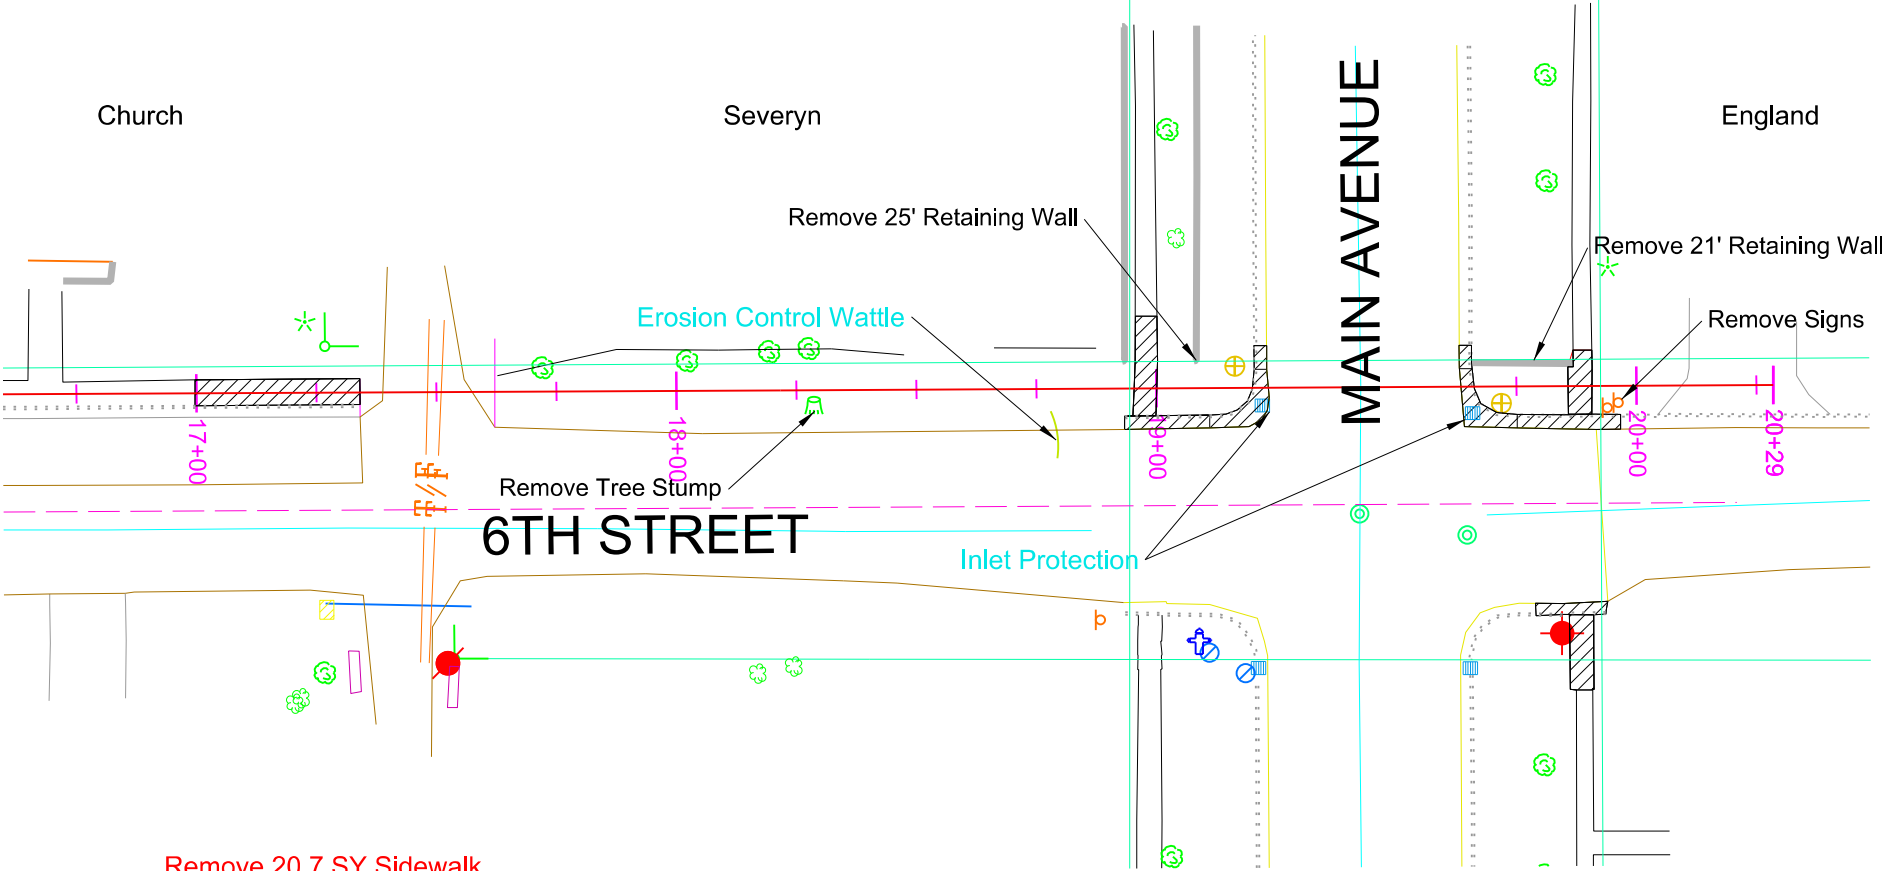 Church
Severyn
England
MAIN AVENUE
Remove 25' Retaining Wall
Remove 21' Retaining Wall
Erosion Control Wattle
Remove Signs
17+00
18+00
19+00
20+00
20+29
Remove Tree Stump
6TH STREET
Inlet Protection
Remove 20.7 SY Sidewalk